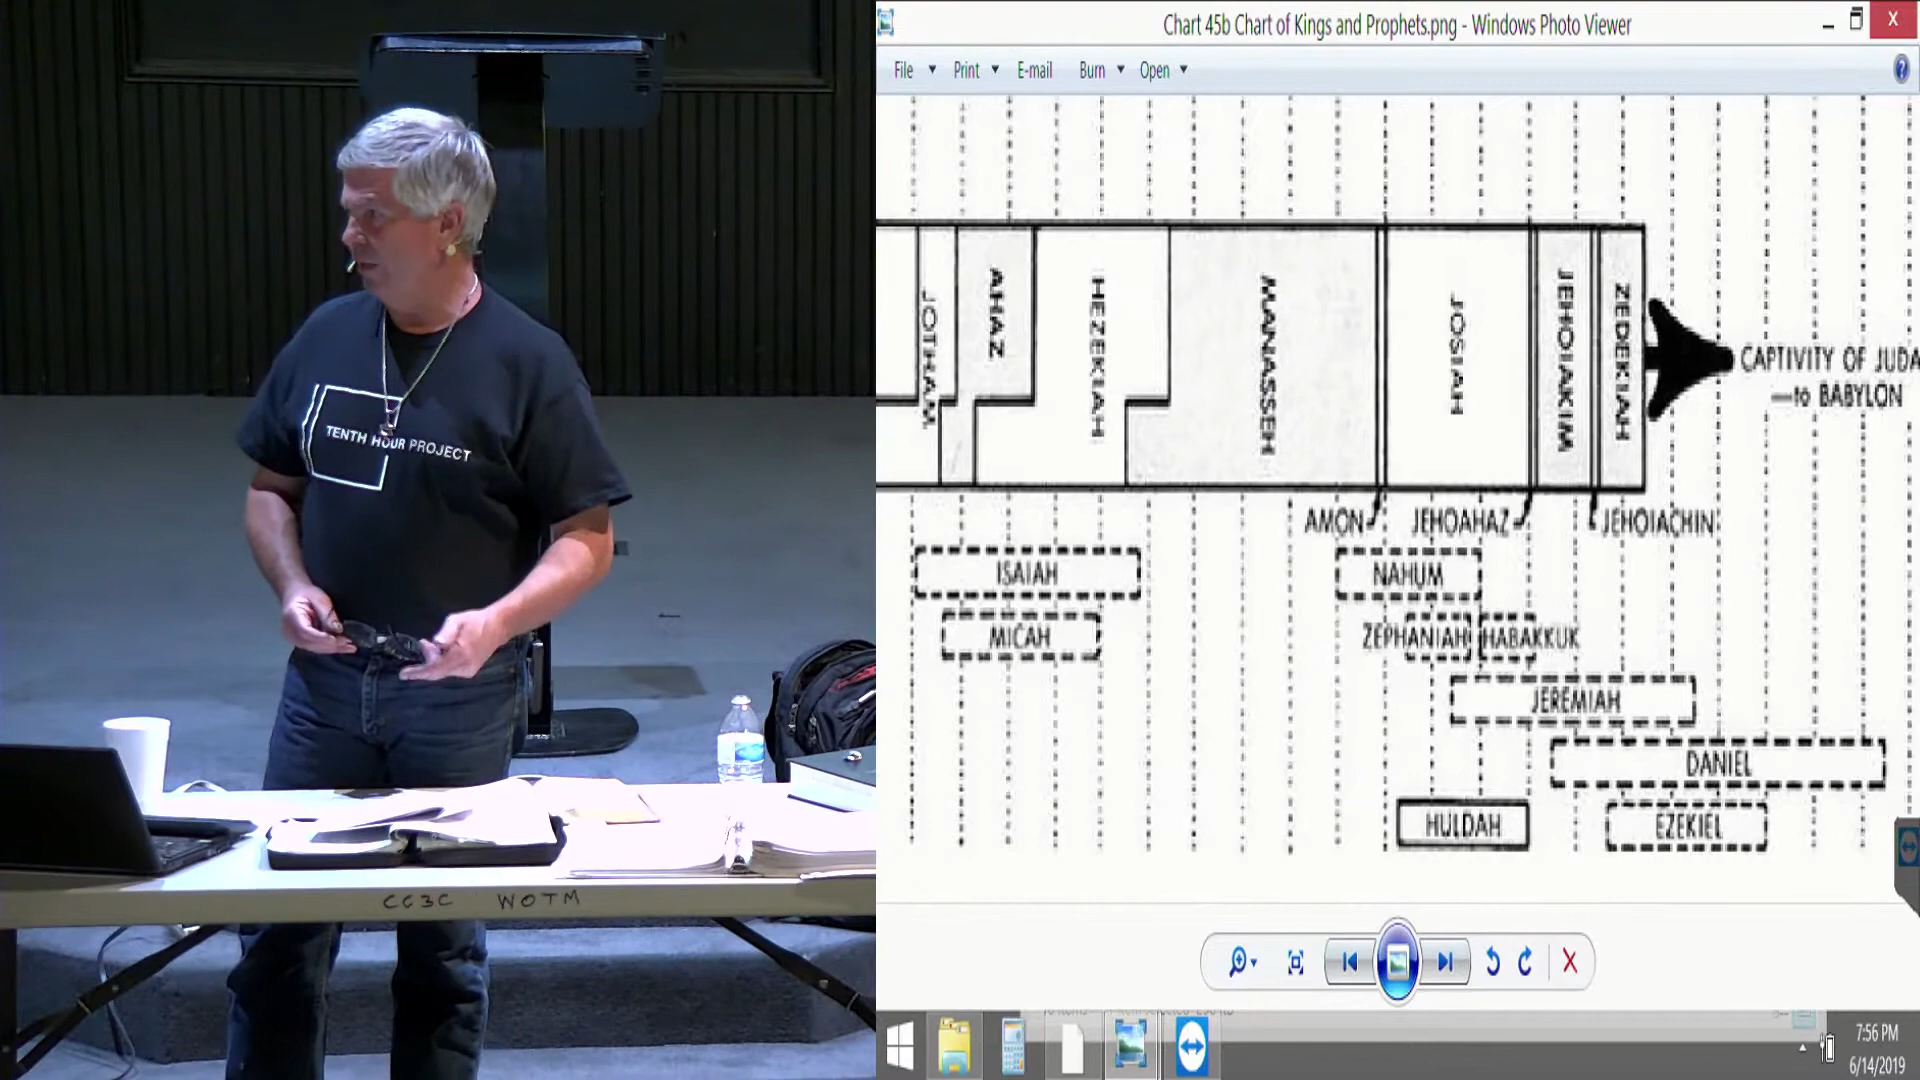 TENTH HOUR PROJECT
CC3C WOTM
Chart 45b Chart of Kings and Prophets.png - Windows Photo Viewer
File Print E-mail Burn Open
JOTHAM
AHAZ
HEZEKIAH
MANASSEH
JOSIAH
JEHOIAKIM
ZEDEKIAH
CAPTIVITY OF JUDA
—to BABYLON
AMON
JEHOAHAZ
JEHOIACHIN
ISAIAH
NAHUM
MICAH
ZEPHANIAH
HABAKKUK
JEREMIAH
DANIEL
HULDAH
EZEKIEL
7:56 PM
6/14/2019